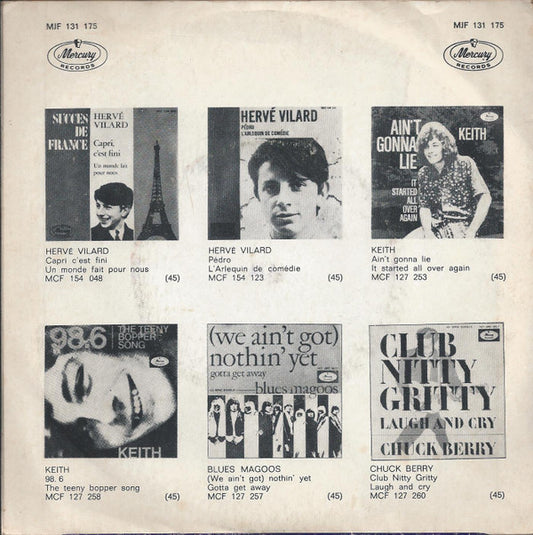 MJF 131 175
MJF 131 175
Mercury
RECORDS
Mercury
RECORDS
SUCCES
DE
FRANCE
HERVÉ
VILARD
Capri,
c'est fini
Un monde fait
pour nous
HERVÉ VILARD
PÉDRO
L'ARLEQUIN DE COMÉDIE
AIN'T
GONNA
LIE
KEITH
IT
STARTED
ALL
OVER
AGAIN
HERVÉ VILARD
Capri c'est fini
Un monde fait pour nous
MCF 154 048 (45)
HERVÉ VILARD
Pédro
L'Arlequin de comédie
MCF 154 123 (45)
KEITH
Ain't gonna lie
It started all over again
MCF 127 253 (45)
98.6
THE TEENY
BOPPER
SONG
KEITH
(we ain't got)
nothin' yet
gotta get away
blues magoos
CLUB
NITTY
GRITTY
LAUGH AND CRY
CHUCK BERRY
KEITH
98. 6
The teeny bopper song
MCF 127 258 (45)
BLUES MAGOOS
(We ain't got) nothin' yet
Gotta get away
MCF 127 257 (45)
CHUCK BERRY
Club Nitty Gritty
Laugh and cry
MCF 127 260 (45)